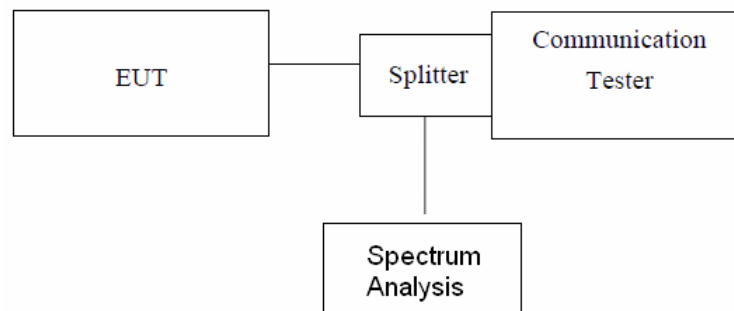 EUT
Splitter
Communication
Tester
Spectrum
Analysis